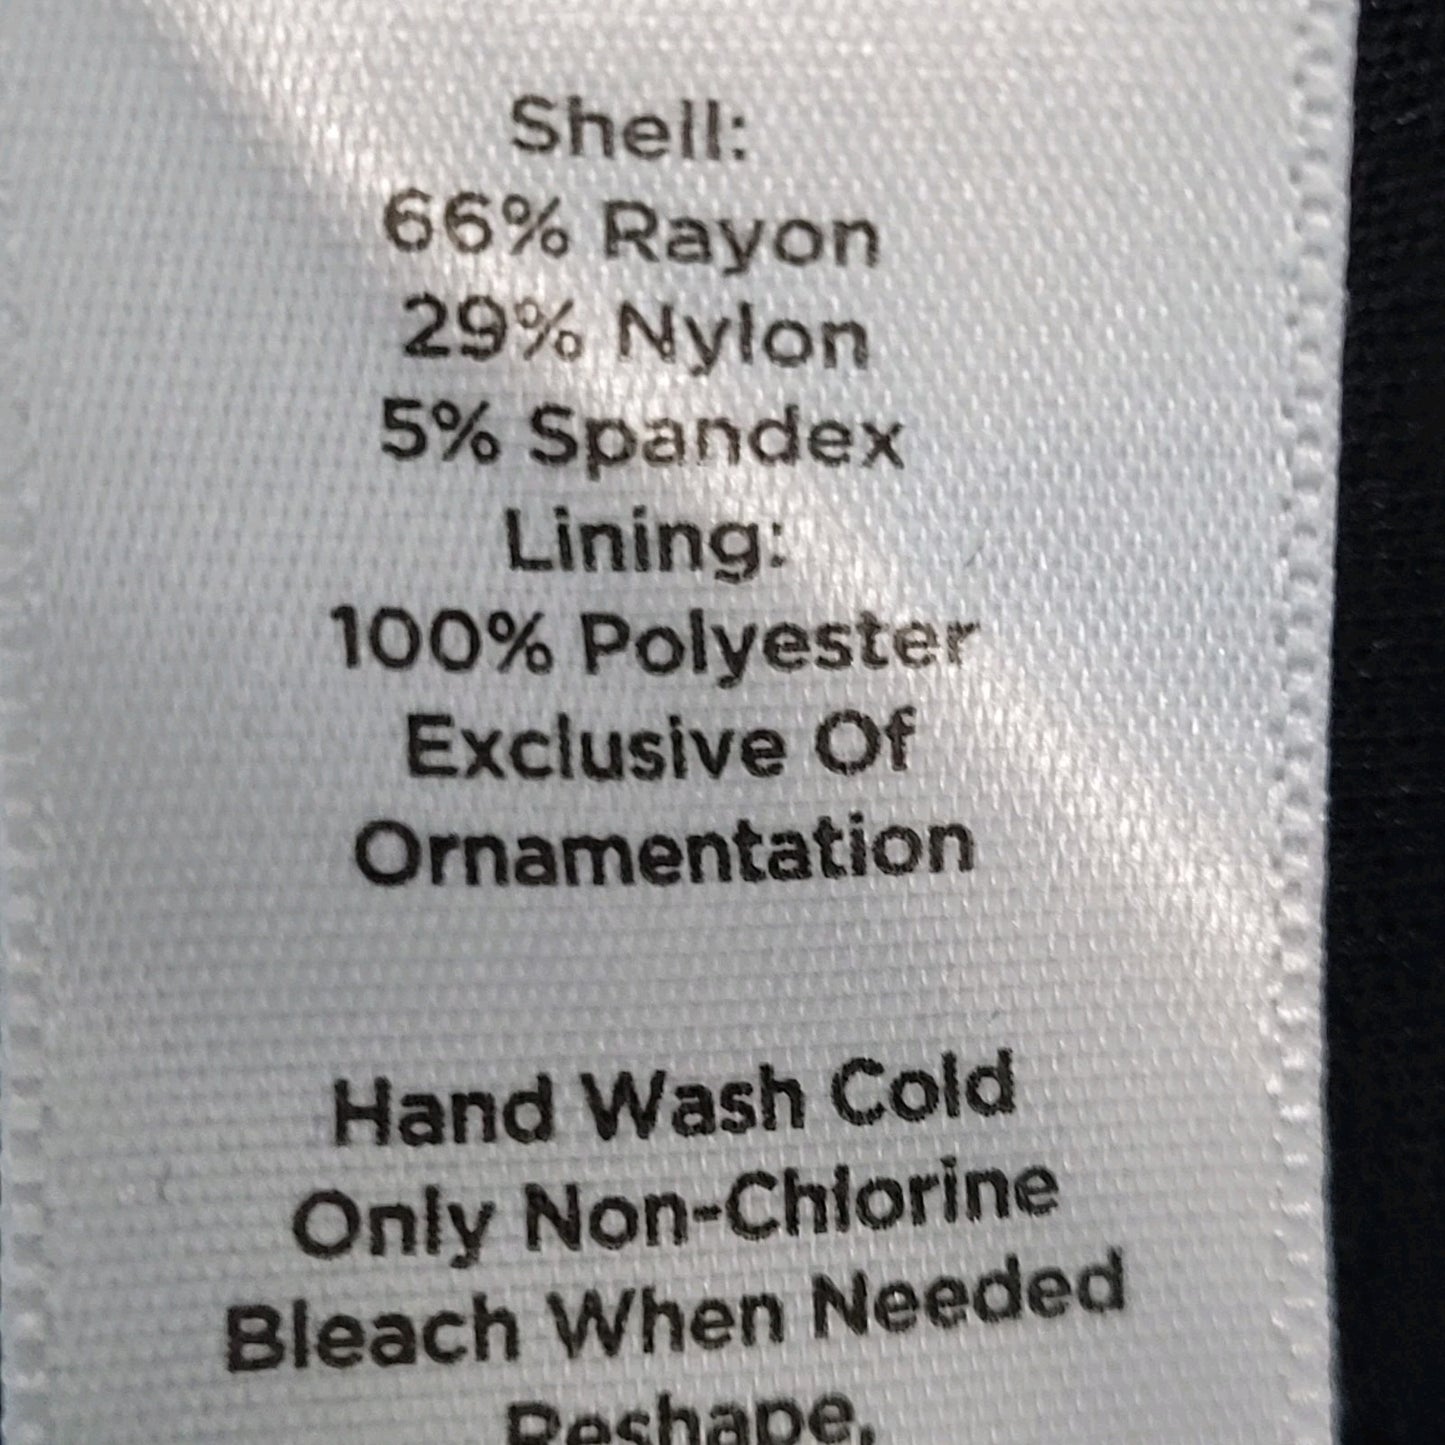 Shell:
66% Rayon
29% Nylon
5% Spandex
Lining:
100% Polyester
Exclusive Of
Ornamentation
Hand Wash Cold
Only Non-Chlorine
Bleach When Needed
Reshape,